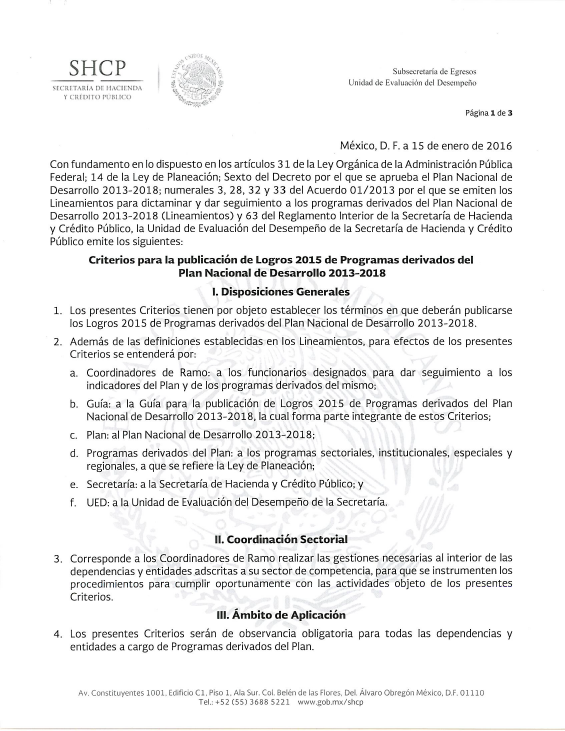 SHCP
SECRETARÍA DE HACIENDA
Y CRÉDITO PÚBLICO
ESTADOS UNIDOS MEXICANOS
Subsecretaría de Egresos
Unidad de Evaluación del Desempeño
Página 1 de 3
México, D. F. a 15 de enero de 2016
Con fundamento en lo dispuesto en los artículos 31 de la Ley Orgánica de la Administración Pública
Federal; 14 de la Ley de Planeación; Sexto del Decreto por el que se aprueba el Plan Nacional de
Desarrollo 2013-2018; numerales 3, 28, 32 y 33 del Acuerdo 01/2013 por el que se emiten los
Lineamientos para dictaminar y dar seguimiento a los programas derivados del Plan Nacional de
Desarrollo 2013-2018 (Lineamientos) y 63 del Reglamento Interior de la Secretaría de Hacienda
y Crédito Público, la Unidad de Evaluación del Desempeño de la Secretaría de Hacienda y Crédito
Público emite los siguientes:
Criterios para la publicación de Logros 2015 de Programas derivados del
Plan Nacional de Desarrollo 2013-2018
I. Disposiciones Generales
1. Los presentes Criterios tienen por objeto establecer los términos en que deberán publicarse
los Logros 2015 de Programas derivados del Plan Nacional de Desarrollo 2013-2018.
2. Además de las definiciones establecidas en los Lineamientos, para efectos de los presentes
Criterios se entenderá por:
a. Coordinadores de Ramo: a los funcionarios designados para dar seguimiento a los
indicadores del Plan y de los programas derivados del mismo;
b. Guía: a la Guía para la publicación de Logros 2015 de Programas derivados del Plan
Nacional de Desarrollo 2013-2018, la cual forma parte integrante de estos Criterios;
c. Plan: al Plan Nacional de Desarrollo 2013-2018;
d. Programas derivados del Plan: a los programas sectoriales, institucionales, especiales y
regionales, a que se refiere la Ley de Planeación;
e. Secretaría: a la Secretaría de Hacienda y Crédito Público; y
f. UED: a la Unidad de Evaluación del Desempeño de la Secretaría.
II. Coordinación Sectorial
3. Corresponde a los Coordinadores de Ramo realizar las gestiones necesarias al interior de las
dependencias y entidades adscritas a su sector de competencia, para que se instrumenten los
procedimientos para cumplir oportunamente con las actividades objeto de los presentes
Criterios.
III. Ámbito de Aplicación
4. Los presentes Criterios serán de observancia obligatoria para todas las dependencias y
entidades a cargo de Programas derivados del Plan.
Av. Constituyentes 1001, Edificio C1, Piso 1, Ala Sur. Col. Belén de las Flores, Del. Álvaro Obregón México, D.F. 01110
Tel.: +52 (55) 3688 5221 www.gob.mx/shcp